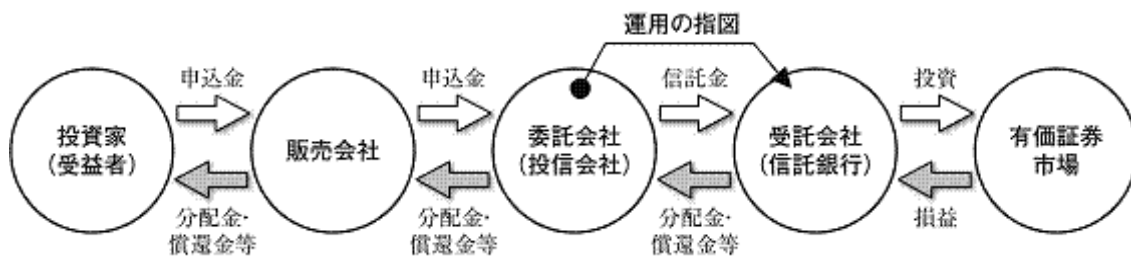 運用の指図
申込金
申込金
信託金
投資
投資家
(受益者)
販売会社
委託会社
(投信会社)
受託会社
(信託銀行)
有価証券
市場
分配金・
償還金等
分配金・
償還金等
分配金・
償還金等
損益